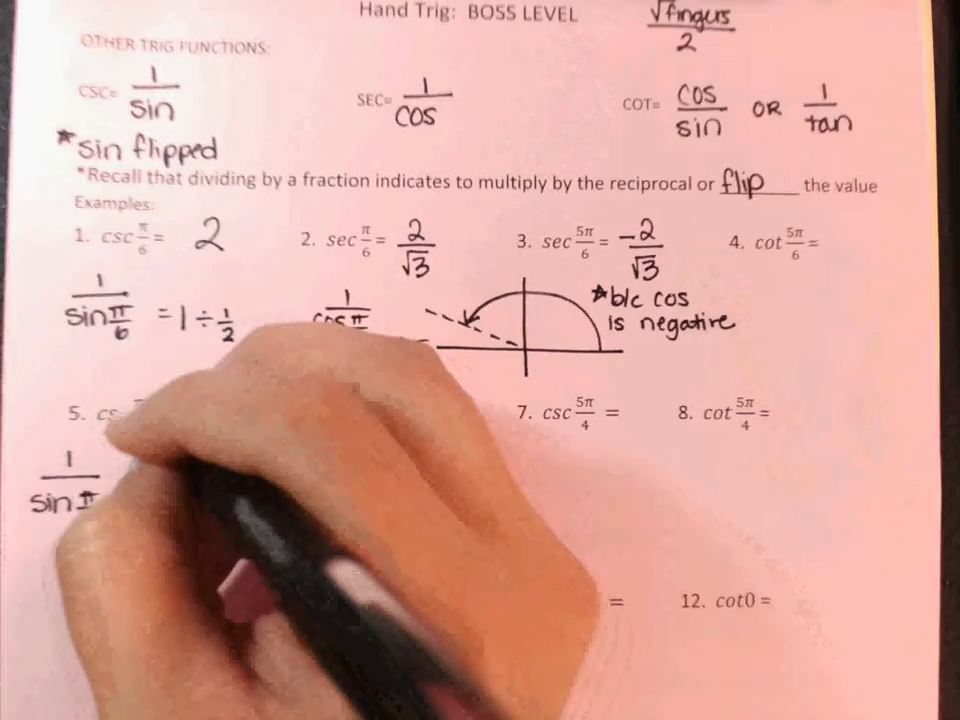 Hand Trig: BOSS LEVEL
√fingers
2
OTHER TRIG FUNCTIONS:
CSC= 1/sin
SEC= 1/cos
COT= cos/sin OR 1/tan
*sin flipped
*Recall that dividing by a fraction indicates to multiply by the reciprocal or flip the value
Examples:
1. csc π/6 = 2
2. sec π/6 = 2/√3
3. sec 5π/6 = -2/√3
4. cot 5π/6 =
1/sin π/6 = 1 ÷ 1/2
1/cos π
*b/c cos
is negative
5.
7. csc 5π/4 =
8. cot 5π/4 =
1/sin π
=
12. cot0 =